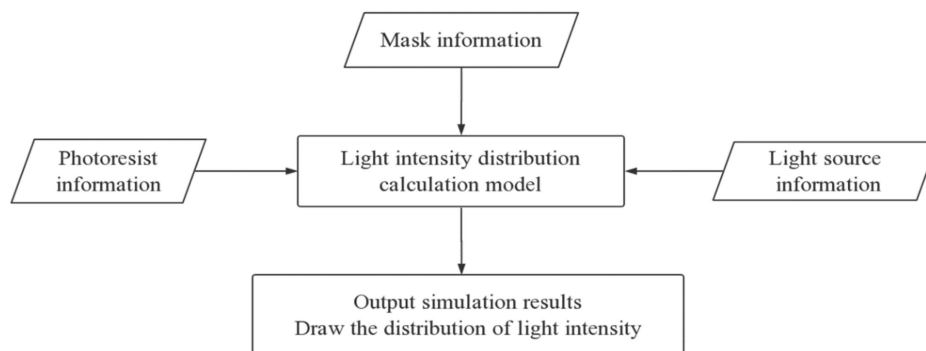 Mask information
Photoresist
information
Light intensity distribution
calculation model
Light source
information
Output simulation results
Draw the distribution of light intensity